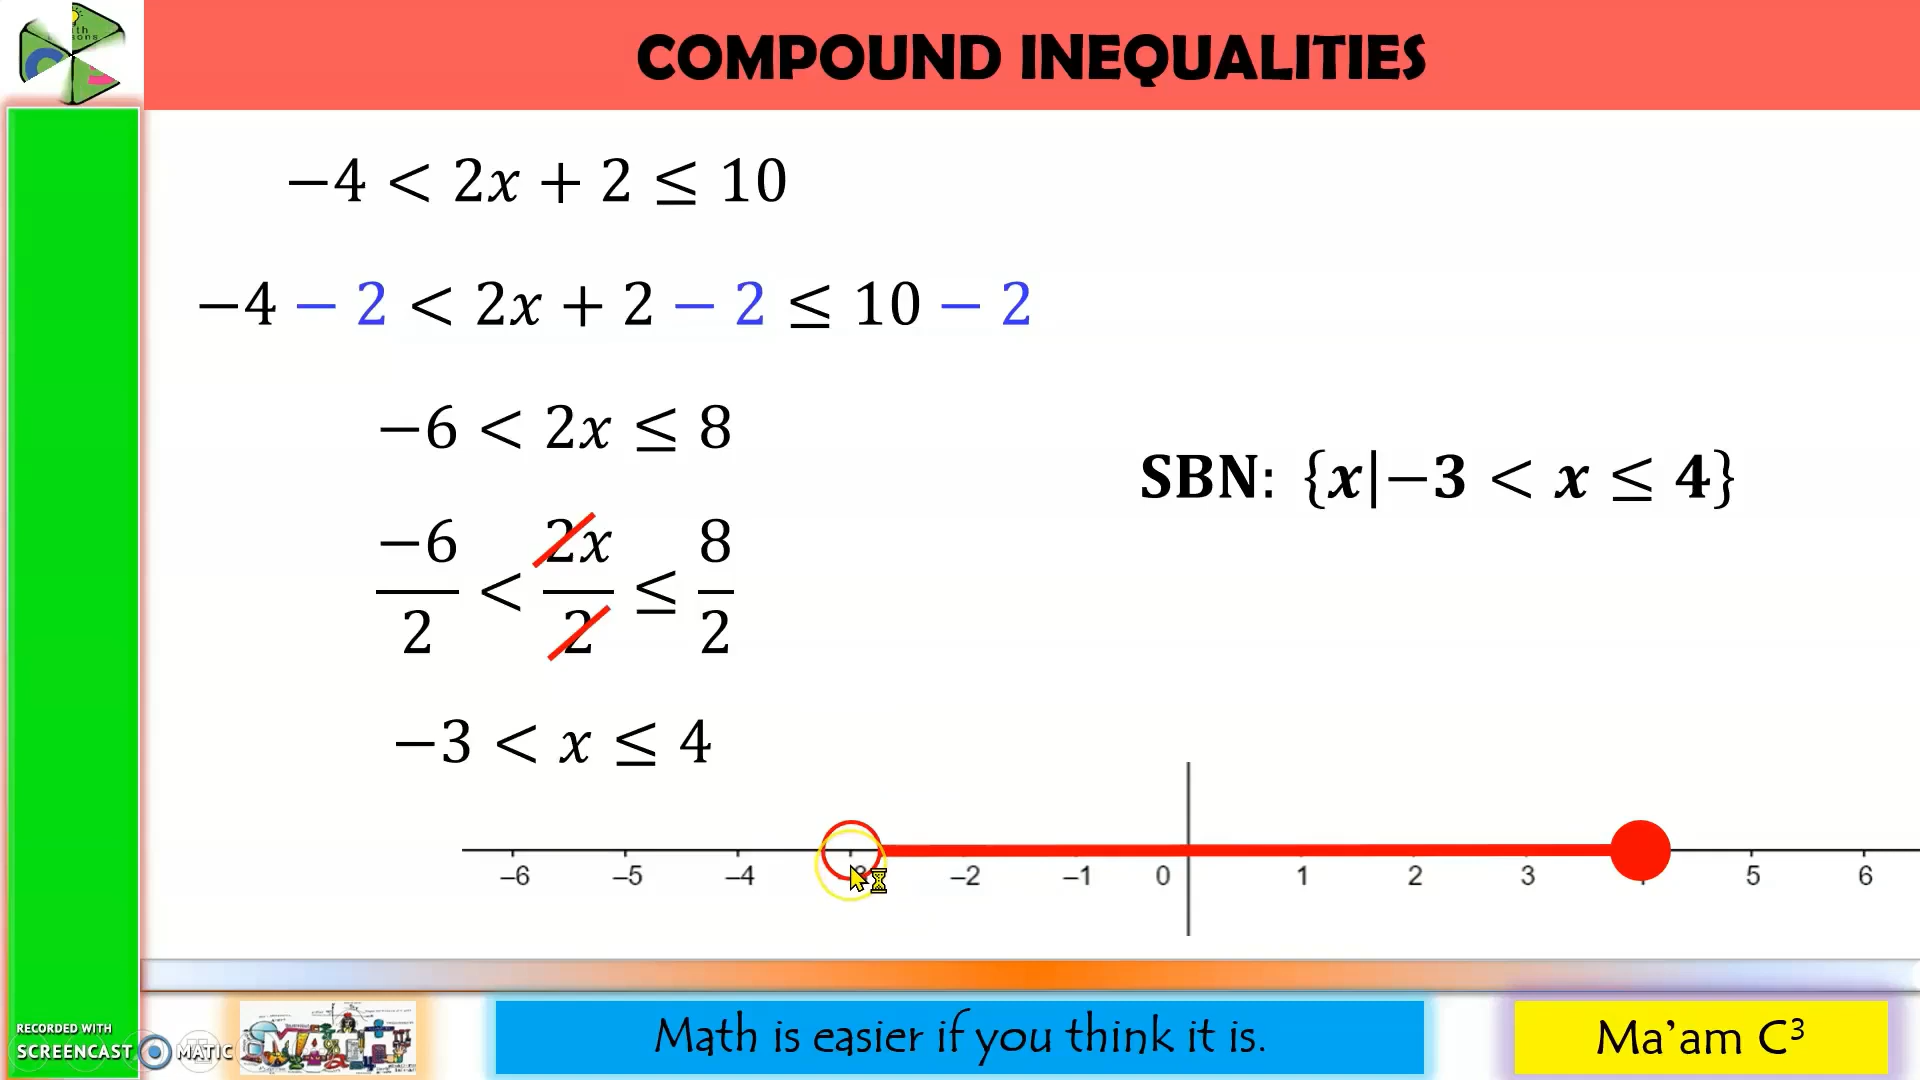 COMPOUND INEQUALITIES
−4 < 2x + 2 ≤ 10
−4 − 2 < 2x + 2 − 2 ≤ 10 − 2
−6 < 2x ≤ 8
SBN: {x|−3 < x ≤ 4}
−6/2 < 2x/2 ≤ 8/2
−3 < x ≤ 4
–6 –5 –4 –2 –1 0 1 2 3 5 6
RECORDED WITH
SCREENCAST MATIC
MATH
Math is easier if you think it is.
Ma'am C³